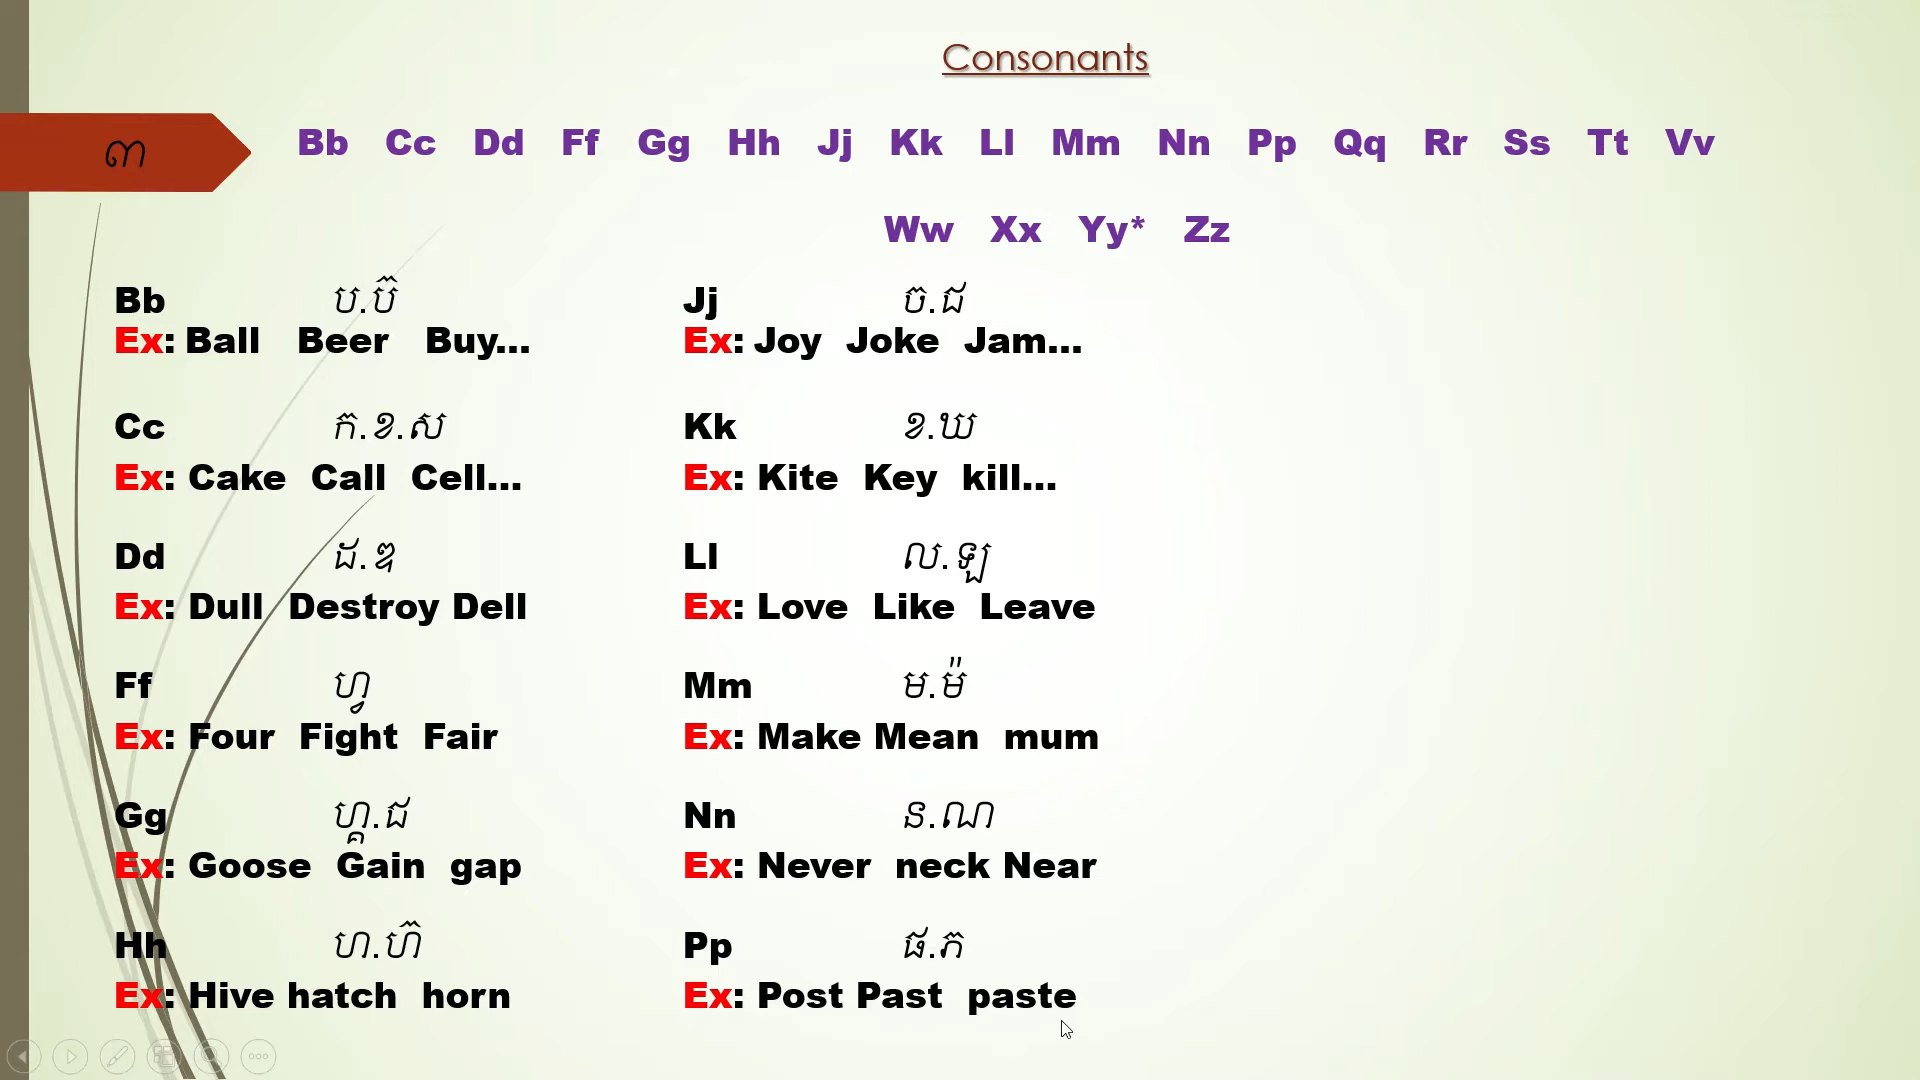 Consonants
៣
Bb Cc Dd Ff Gg Hh Jj Kk Ll Mm Nn Pp Qq Rr Ss Tt Vv
Ww Xx Yy* Zz
Bb ប.ប៊
Ex: Ball Beer Buy...
Cc ក.ខ.ស
Ex: Cake Call Cell...
Dd ដ.ឌ
Ex: Dull Destroy Dell
Ff ហ្វ
Ex: Four Fight Fair
Gg ហ្គ.ជ
Ex: Goose Gain gap
Hh ហ.ហ៊
Ex: Hive hatch horn
Jj ច.ជ
Ex: Joy Joke Jam...
Kk ខ.ឃ
Ex: Kite Key kill...
Ll ល.ឡ
Ex: Love Like Leave
Mm ម.ម៉
Ex: Make Mean mum
Nn ន.ណ
Ex: Never neck Near
Pp ផ.ភ
Ex: Post Past paste